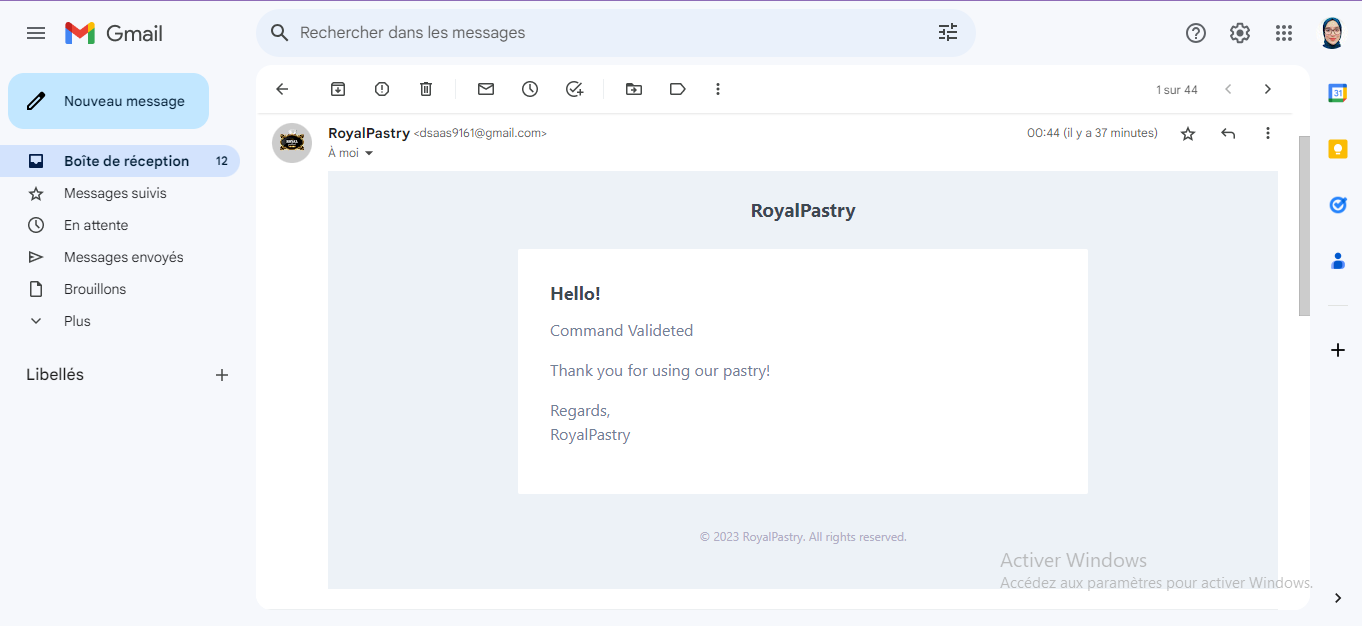 Gmail
Rechercher dans les messages
Nouveau message
1 sur 44
31
RoyalPastry <dsaas9161@gmail.com>
00:44 (il y a 37 minutes)
À moi
Boîte de réception 12
Messages suivis
En attente
Messages envoyés
Brouillons
Plus
Libellés
RoyalPastry
Hello!
Command Valideted
Thank you for using our pastry!
Regards,
RoyalPastry
© 2023 RoyalPastry. All rights reserved.
Activer Windows
Accédez aux paramètres pour activer Windows.